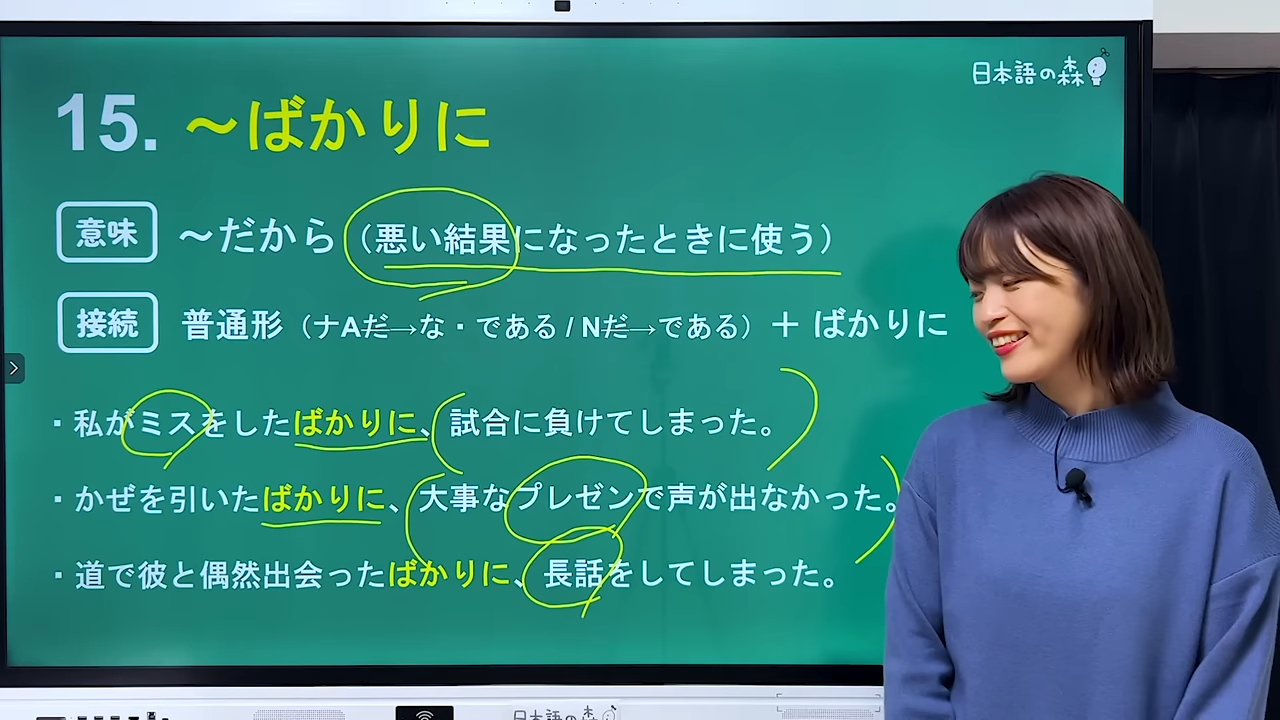 日本語の森
15. ～ばかりに
意味 ～だから（悪い結果になったときに使う）
接続 普通形（ナAだ→な・である / Nだ→である）＋ ばかりに
・私がミスをしたばかりに、試合に負けてしまった。
・かぜを引いたばかりに、大事なプレゼンで声が出なかった。
・道で彼と偶然出会ったばかりに、長話をしてしまった。
日本語の森